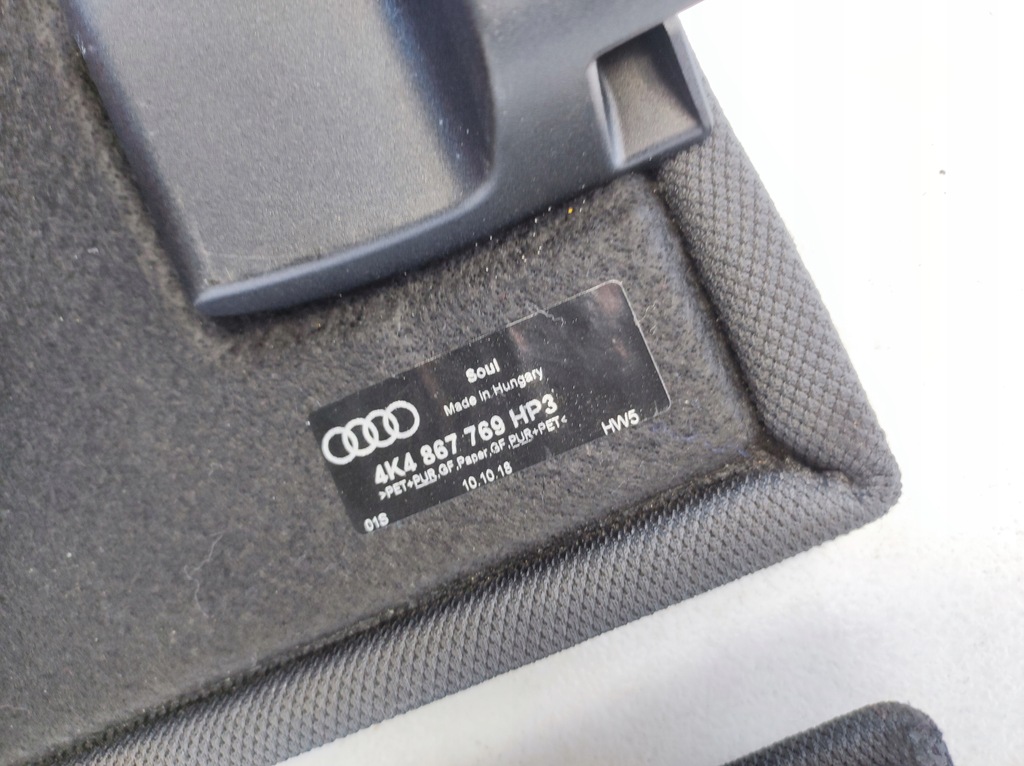 Soul
Made in Hungary
4K4 867 769 HP3
>PET+PUR,GF,Paper,GF,PUR+PET<
10.10.18
HW5
01S